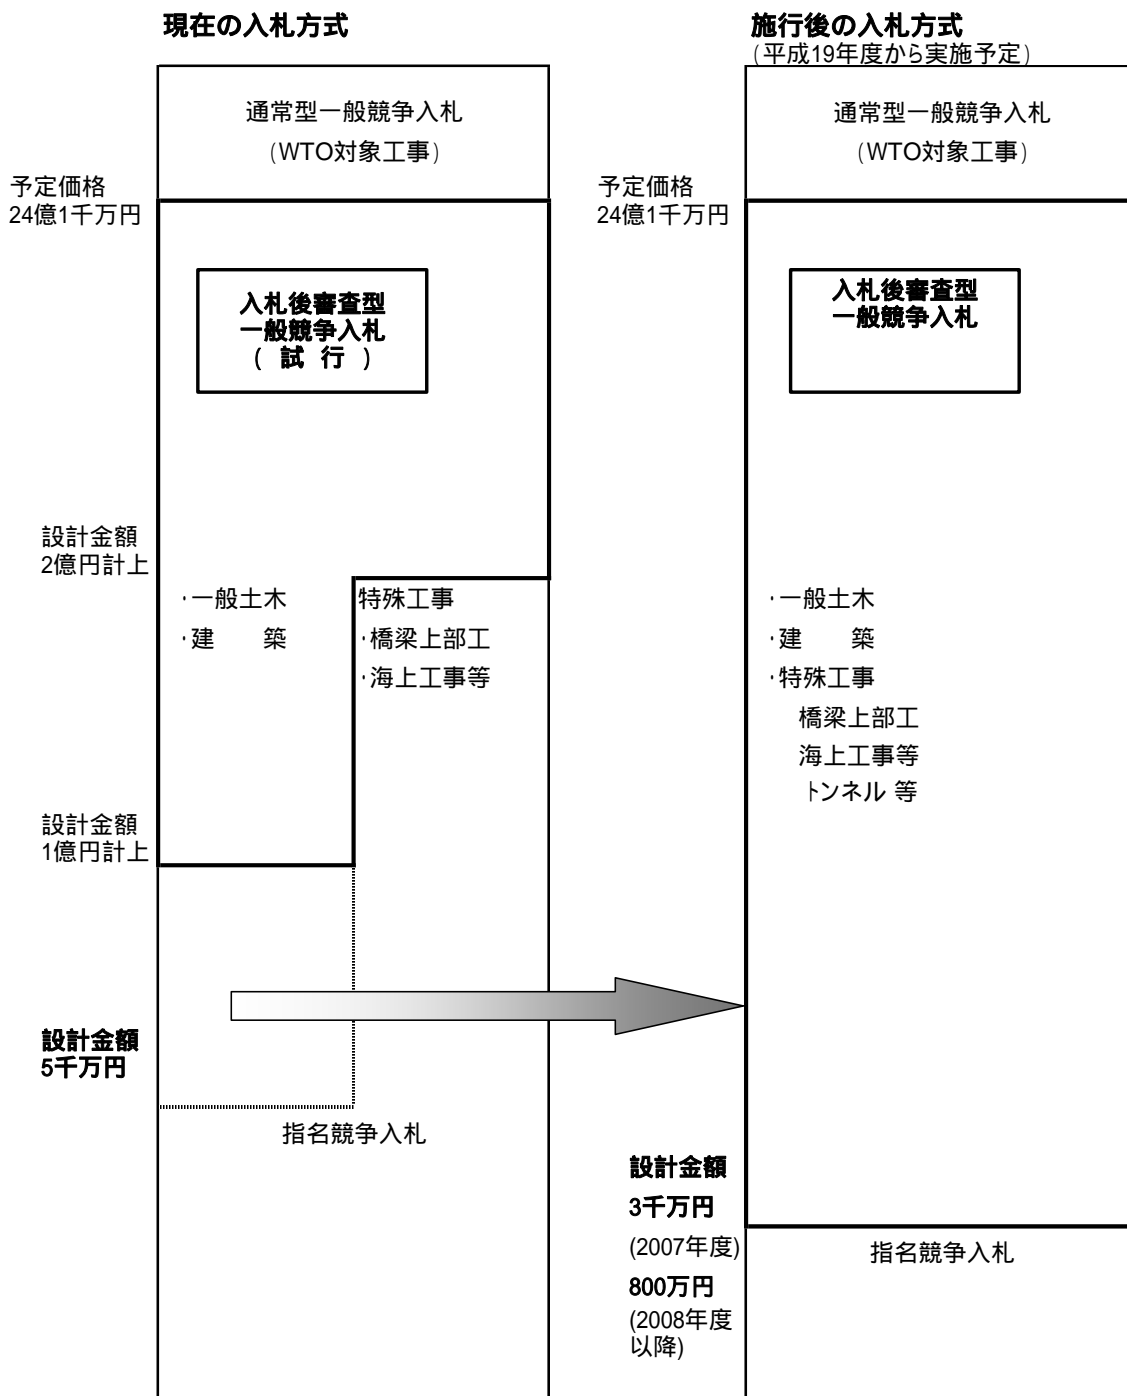 現在の入札方式
通常型一般競争入札
(WTO対象工事)
予定価格
24億1千万円
入札後審査型
一般競争入札
( 試 行 )
設計金額
2億円計上
・一般土木
・建 築
特殊工事
・橋梁上部工
・海上工事等
設計金額
1億円計上
設計金額
5千万円
指名競争入札
施行後の入札方式
(平成19年度から実施予定)
通常型一般競争入札
(WTO対象工事)
予定価格
24億1千万円
入札後審査型
一般競争入札
・一般土木
・建 築
・特殊工事
橋梁上部工
海上工事等
トンネル 等
設計金額
3千万円
(2007年度)
800万円
(2008年度
以降)
指名競争入札